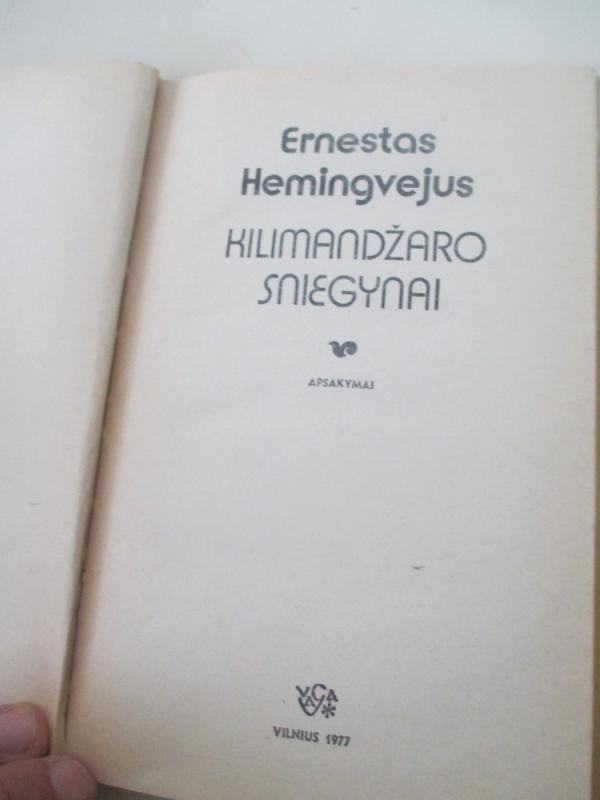 Ernestas
Hemingvejus
KILIMANDŽARO
SNIEGYNAI
APSAKYMAI
VILNIUS 1977